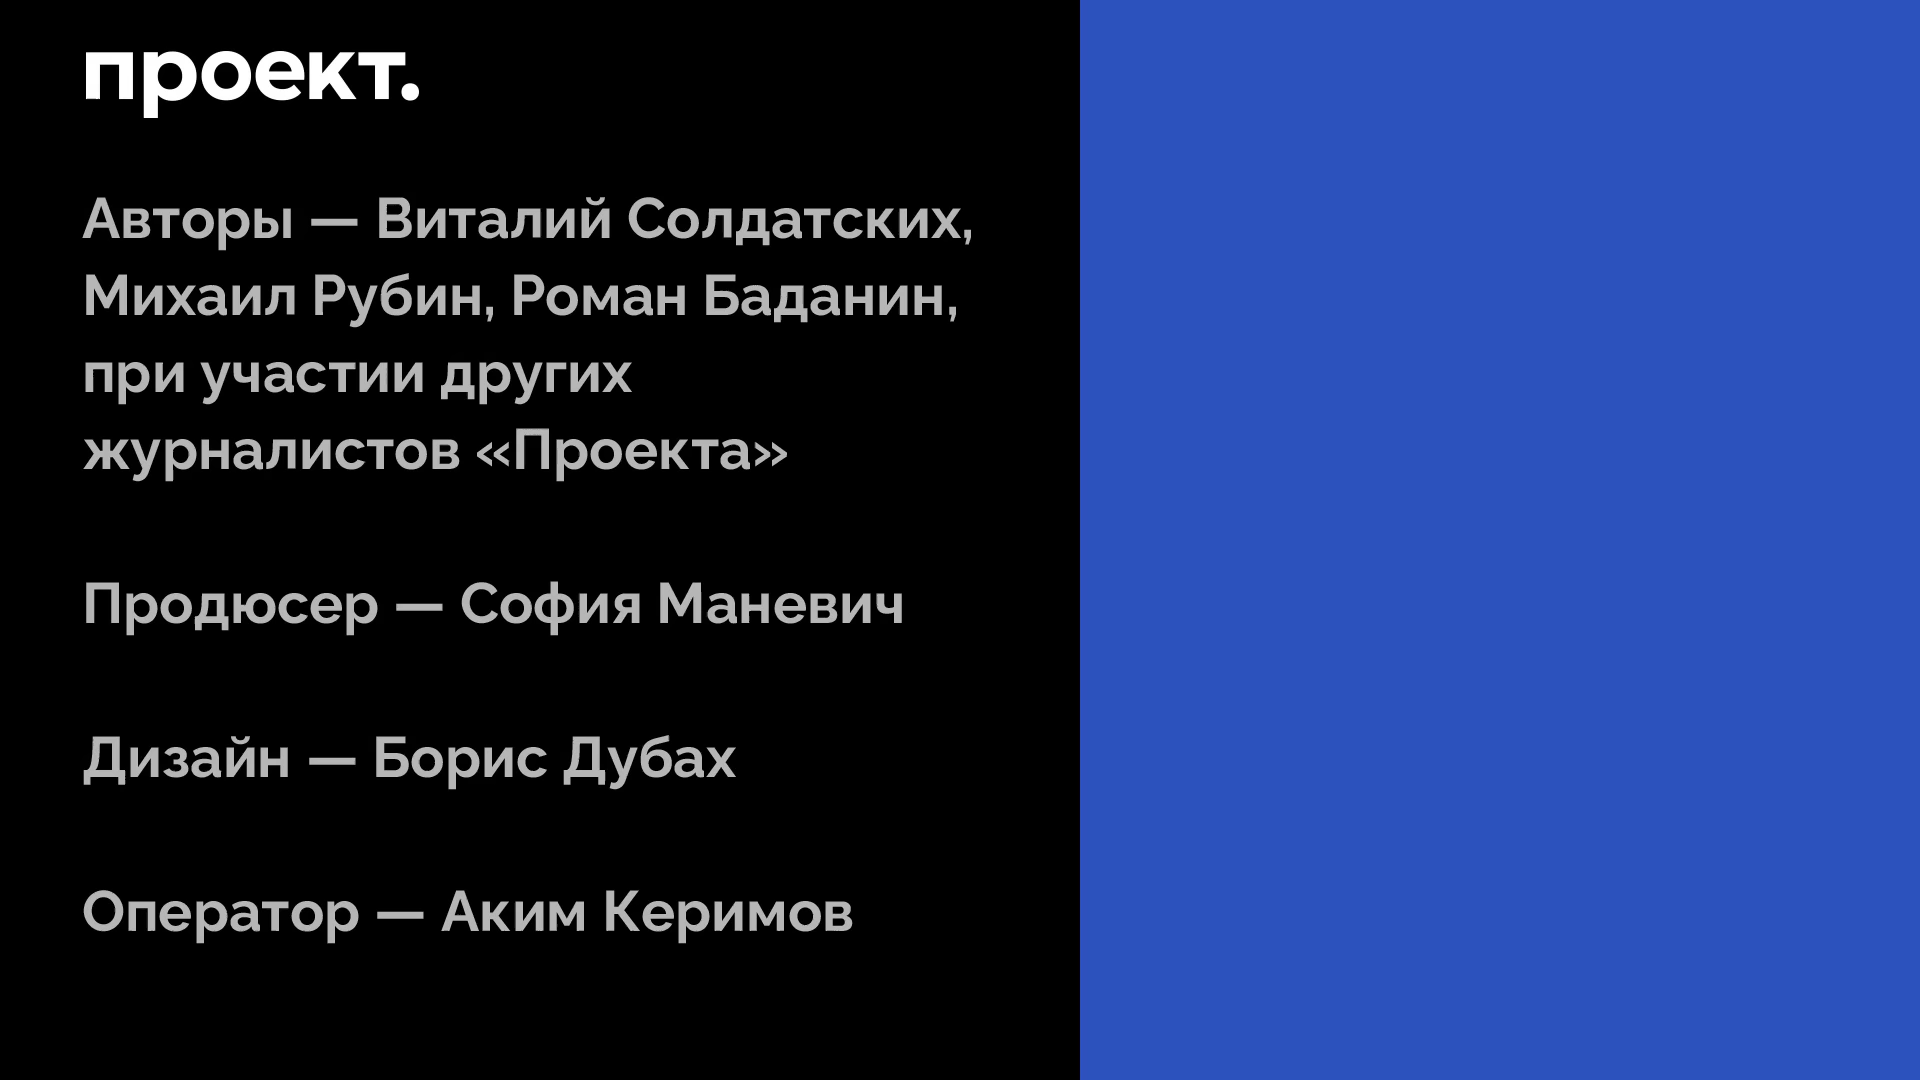 проект.
Авторы — Виталий Солдатских,
Михаил Рубин, Роман Баданин,
при участии других
журналистов «Проекта»
Продюсер — София Маневич
Дизайн — Борис Дубах
Оператор — Аким Керимов